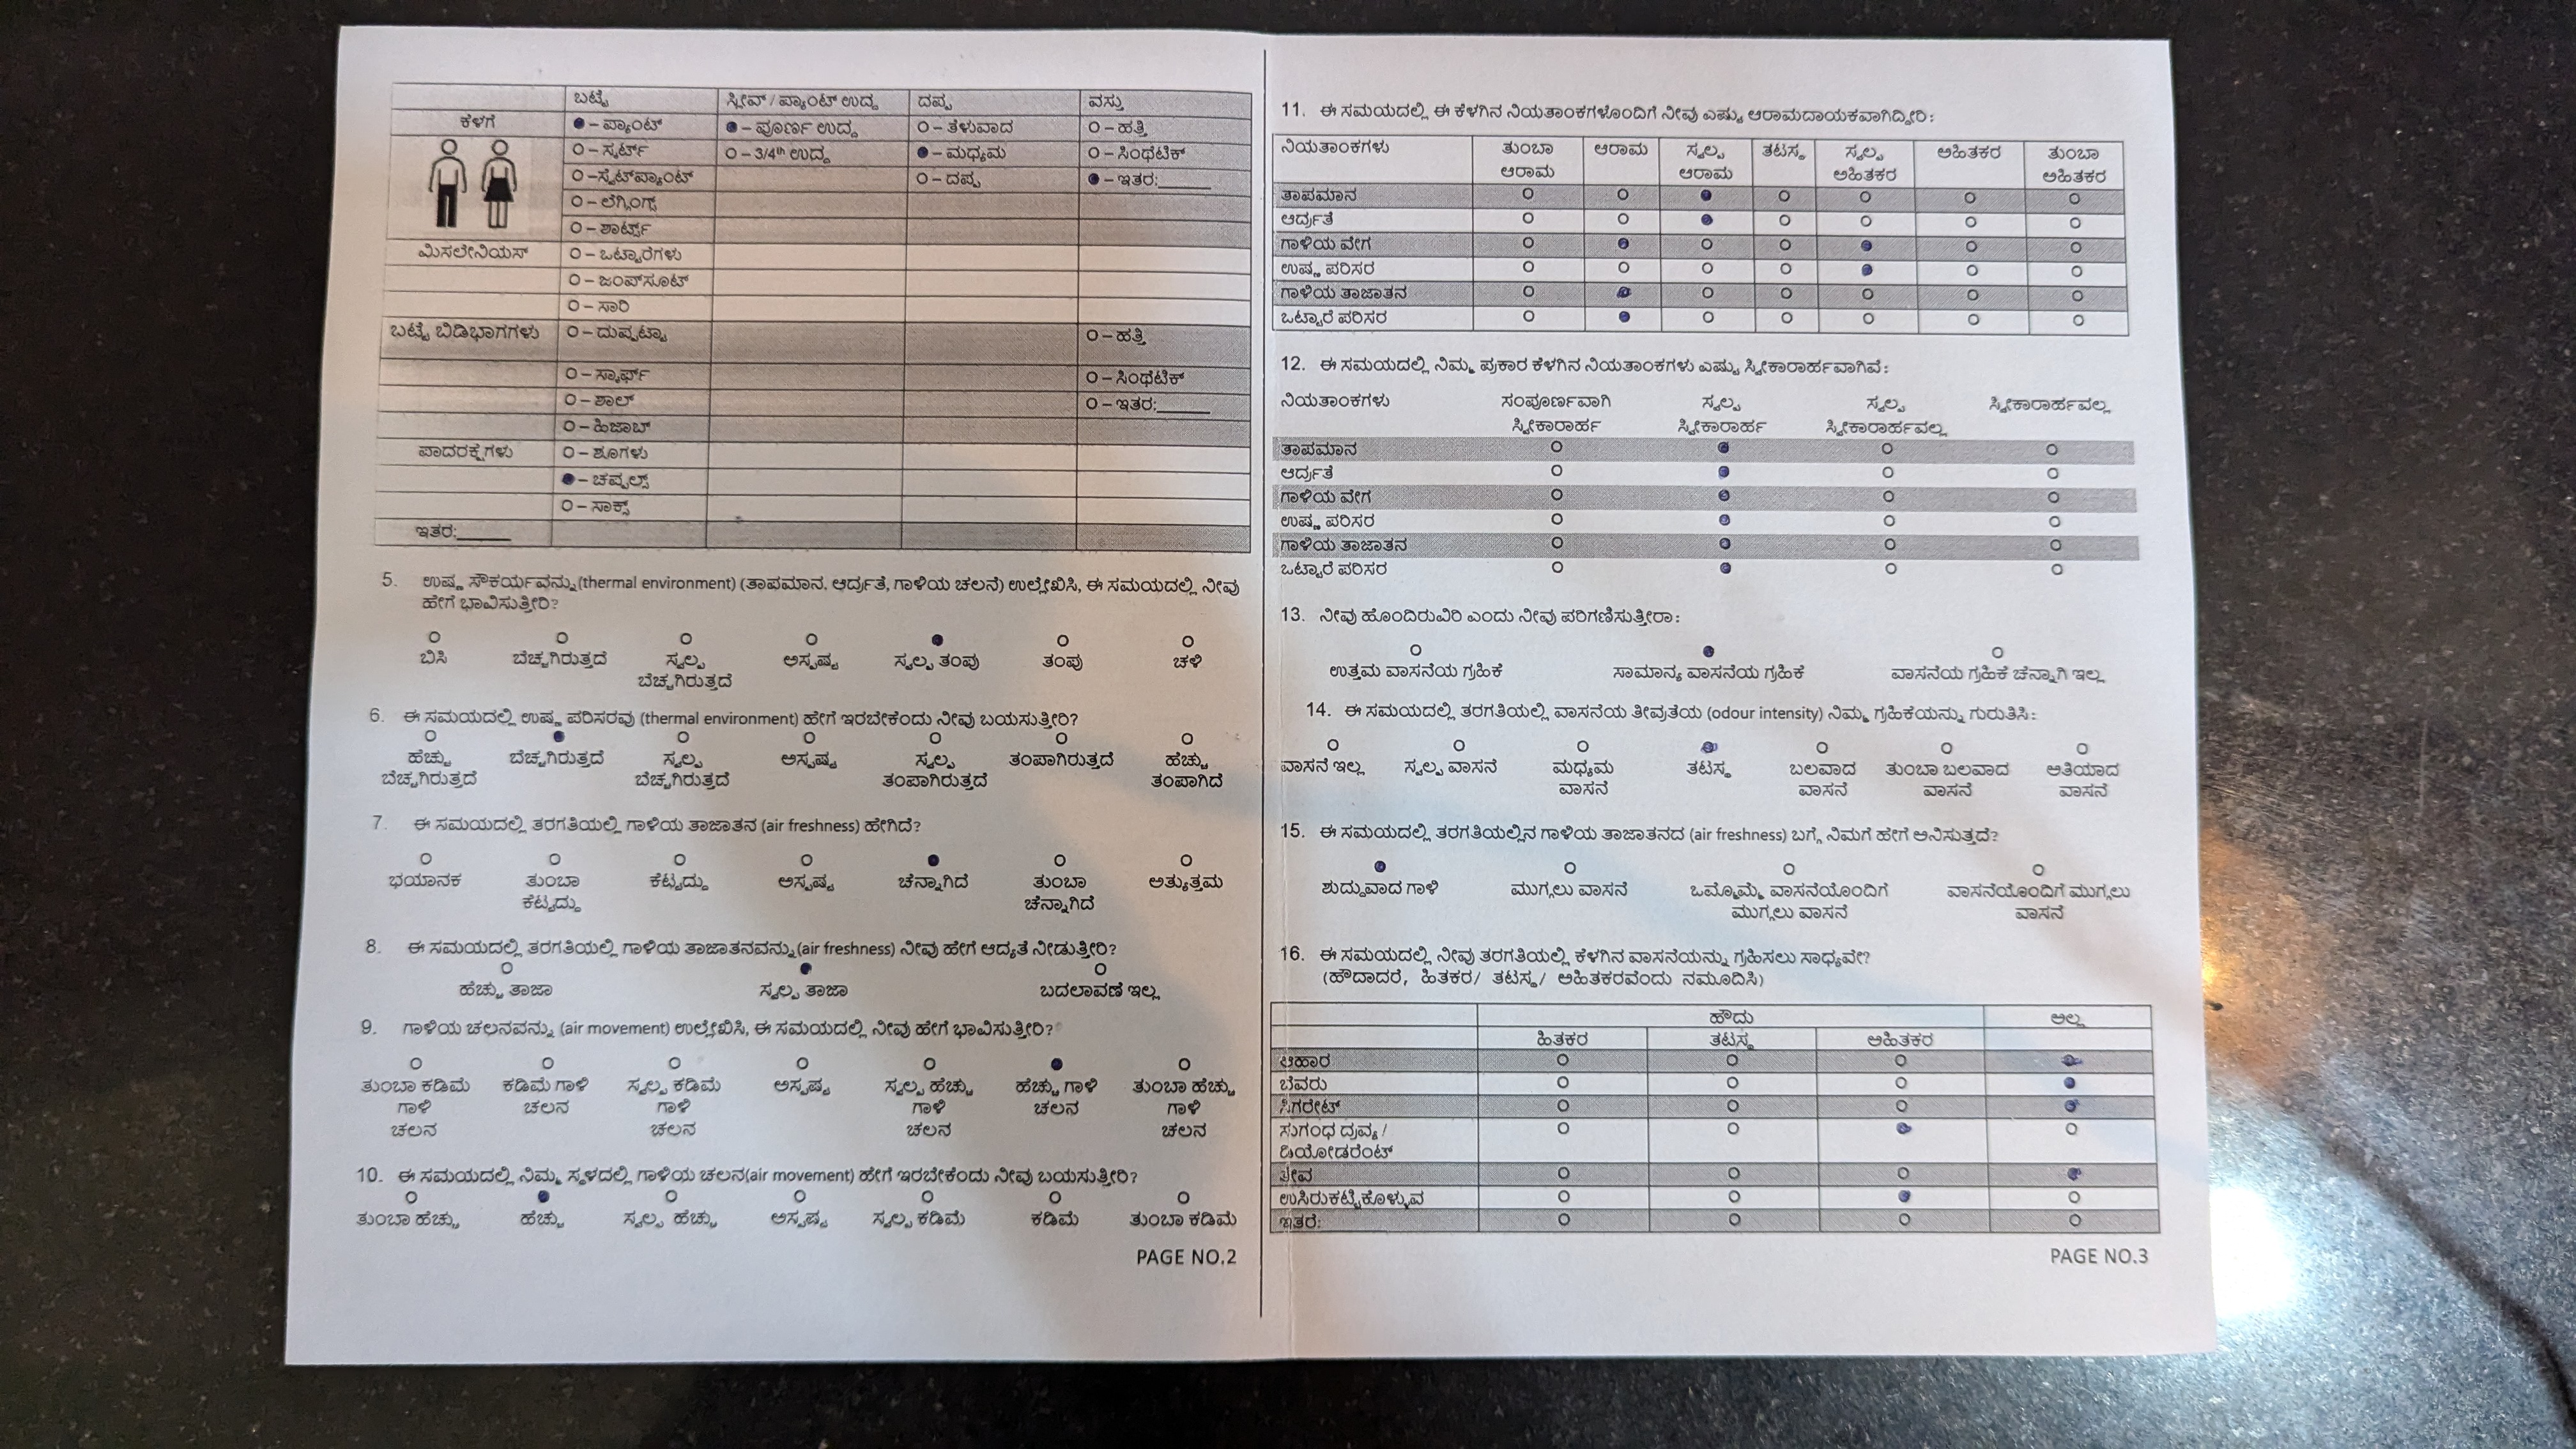 ಬಟ್ಟೆ ಸ್ಲೀವ್ / ಪ್ಯಾಂಟ್ ಉದ್ದ ದಪ್ಪ ವಸ್ತು
ಕೆಳಗೆ ●– ಪ್ಯಾಂಟ್ ●– ಪೂರ್ಣ ಉದ್ದ O – ತೆಳುವಾದ O – ಹತ್ತಿ
O – ಸ್ಕರ್ಟ್ O – 3/4th ಉದ್ದ ●– ಮಧ್ಯಮ O – ಸಿಂಥೆಟಿಕ್
O –ಸ್ವೆಟ್‌ಪ್ಯಾಂಟ್ O – ದಪ್ಪ ●– ಇತರ:______
O – ಲೆಗ್ಗಿಂಗ್ಸ್
O – ಶಾರ್ಟ್ಸ್
ಮಿಸಲೇನಿಯಸ್ O – ಒಟ್ಟಾರೆಗಳು
O – ಜಂಪ್‌ಸೂಟ್
O – ಸಾರಿ
ಬಟ್ಟೆ ಬಿಡಿಭಾಗಗಳು O – ದುಪ್ಪಟ್ಟಾ O – ಹತ್ತಿ
O – ಸ್ಕಾರ್ಫ್ O – ಸಿಂಥೆಟಿಕ್
O – ಶಾಲ್ O – ಇತರ:______
O – ಹಿಜಾಬ್
ಪಾದರಕ್ಷೆಗಳು O – ಶೂಗಳು
●– ಚಪ್ಪಲ್ಸ್
O – ಸಾಕ್ಸ್
ಇತರ:______
5. ಉಷ್ಣ ಸೌಕರ್ಯವನ್ನು(thermal environment) (ತಾಪಮಾನ, ಆರ್ದ್ರತೆ, ಗಾಳಿಯ ಚಲನೆ) ಉಲ್ಲೇಖಿಸಿ, ಈ ಸಮಯದಲ್ಲಿ ನೀವು
ಹೇಗೆ ಭಾವಿಸುತ್ತೀರಿ?
O O O O ● O O
ಬಿಸಿ ಬೆಚ್ಚಗಿರುತ್ತದೆ ಸ್ವಲ್ಪ ಅಸ್ಪಷ್ಟ ಸ್ವಲ್ಪ ತಂಪು ತಂಪು ಚಳಿ
ಬೆಚ್ಚಗಿರುತ್ತದೆ
6. ಈ ಸಮಯದಲ್ಲಿ ಉಷ್ಣ ಪರಿಸರವು (thermal environment) ಹೇಗೆ ಇರಬೇಕೆಂದು ನೀವು ಬಯಸುತ್ತೀರಿ?
O ● O O O O O
ಹೆಚ್ಚು ಬೆಚ್ಚಗಿರುತ್ತದೆ ಸ್ವಲ್ಪ ಅಸ್ಪಷ್ಟ ಸ್ವಲ್ಪ ತಂಪಾಗಿರುತ್ತದೆ ಹೆಚ್ಚು
ಬೆಚ್ಚಗಿರುತ್ತದೆ ಬೆಚ್ಚಗಿರುತ್ತದೆ ತಂಪಾಗಿರುತ್ತದೆ ತಂಪಾಗಿದೆ
7. ಈ ಸಮಯದಲ್ಲಿ ತರಗತಿಯಲ್ಲಿ ಗಾಳಿಯ ತಾಜಾತನ (air freshness) ಹೇಗಿದೆ?
O O O O ● O O
ಭಯಾನಕ ತುಂಬಾ ಕೆಟ್ಟದ್ದು ಅಸ್ಪಷ್ಟ ಚೆನ್ನಾಗಿದೆ ತುಂಬಾ ಅತ್ಯುತ್ತಮ
ಕೆಟ್ಟದ್ದು ಚೆನ್ನಾಗಿದೆ
8. ಈ ಸಮಯದಲ್ಲಿ ತರಗತಿಯಲ್ಲಿ ಗಾಳಿಯ ತಾಜಾತನವನ್ನು(air freshness) ನೀವು ಹೇಗೆ ಆದ್ಯತೆ ನೀಡುತ್ತೀರಿ?
O ● O
ಹೆಚ್ಚು ತಾಜಾ ಸ್ವಲ್ಪ ತಾಜಾ ಬದಲಾವಣೆ ಇಲ್ಲ
9. ಗಾಳಿಯ ಚಲನವನ್ನು (air movement) ಉಲ್ಲೇಖಿಸಿ, ಈ ಸಮಯದಲ್ಲಿ ನೀವು ಹೇಗೆ ಭಾವಿಸುತ್ತೀರಿ?
O O O O O ● O
ತುಂಬಾ ಕಡಿಮೆ ಕಡಿಮೆ ಗಾಳಿ ಸ್ವಲ್ಪ ಕಡಿಮೆ ಅಸ್ಪಷ್ಟ ಸ್ವಲ್ಪ ಹೆಚ್ಚು ಹೆಚ್ಚು ಗಾಳಿ ತುಂಬಾ ಹೆಚ್ಚು
ಗಾಳಿ ಚಲನ ಗಾಳಿ ಗಾಳಿ ಚಲನ ಗಾಳಿ
ಚಲನ ಚಲನ ಚಲನ ಚಲನ
10. ಈ ಸಮಯದಲ್ಲಿ ನಿಮ್ಮ ಸ್ಥಳದಲ್ಲಿ ಗಾಳಿಯ ಚಲನ(air movement) ಹೇಗೆ ಇರಬೇಕೆಂದು ನೀವು ಬಯಸುತ್ತೀರಿ?
O ● O O O O O
ತುಂಬಾ ಹೆಚ್ಚು ಹೆಚ್ಚು ಸ್ವಲ್ಪ ಹೆಚ್ಚು ಅಸ್ಪಷ್ಟ ಸ್ವಲ್ಪ ಕಡಿಮೆ ಕಡಿಮೆ ತುಂಬಾ ಕಡಿಮೆ
PAGE NO.2
11. ಈ ಸಮಯದಲ್ಲಿ ಈ ಕೆಳಗಿನ ನಿಯತಾಂಕಗಳೊಂದಿಗೆ ನೀವು ಎಷ್ಟು ಆರಾಮದಾಯಕವಾಗಿದ್ದೀರಿ:
ನಿಯತಾಂಕಗಳು ತುಂಬಾ ಆರಾಮ ಸ್ವಲ್ಪ ತಟಸ್ಥ ಸ್ವಲ್ಪ ಅಹಿತಕರ ತುಂಬಾ
ಆರಾಮ ಆರಾಮ ಅಹಿತಕರ ಅಹಿತಕರ
ತಾಪಮಾನ O O ● O O O O
ಆರ್ದ್ರತೆ O O ● O O O O
ಗಾಳಿಯ ವೇಗ O ● O O ● O O
ಉಷ್ಣ ಪರಿಸರ O O O O ● O O
ಗಾಳಿಯ ತಾಜಾತನ O ● O O O O O
ಒಟ್ಟಾರೆ ಪರಿಸರ O ● O O O O O
12. ಈ ಸಮಯದಲ್ಲಿ ನಿಮ್ಮ ಪ್ರಕಾರ ಕೆಳಗಿನ ನಿಯತಾಂಕಗಳು ಎಷ್ಟು ಸ್ವೀಕಾರಾರ್ಹವಾಗಿವೆ:
ನಿಯತಾಂಕಗಳು ಸಂಪೂರ್ಣವಾಗಿ ಸ್ವಲ್ಪ ಸ್ವಲ್ಪ ಸ್ವೀಕಾರಾರ್ಹವಲ್ಲ
ಸ್ವೀಕಾರಾರ್ಹ ಸ್ವೀಕಾರಾರ್ಹ ಸ್ವೀಕಾರಾರ್ಹವಲ್ಲ
ತಾಪಮಾನ O ● O O
ಆರ್ದ್ರತೆ O ● O O
ಗಾಳಿಯ ವೇಗ O ● O O
ಉಷ್ಣ ಪರಿಸರ O ● O O
ಗಾಳಿಯ ತಾಜಾತನ O ● O O
ಒಟ್ಟಾರೆ ಪರಿಸರ O ● O O
13. ನೀವು ಹೊಂದಿರುವಿರಿ ಎಂದು ನೀವು ಪರಿಗಣಿಸುತ್ತೀರಾ:
O ● O
ಉತ್ತಮ ವಾಸನೆಯ ಗ್ರಹಿಕೆ ಸಾಮಾನ್ಯ ವಾಸನೆಯ ಗ್ರಹಿಕೆ ವಾಸನೆಯ ಗ್ರಹಿಕೆ ಚೆನ್ನಾಗಿ ಇಲ್ಲ
14. ಈ ಸಮಯದಲ್ಲಿ ತರಗತಿಯಲ್ಲಿ ವಾಸನೆಯ ತೀವ್ರತೆಯ (odour intensity) ನಿಮ್ಮ ಗ್ರಹಿಕೆಯನ್ನು ಗುರುತಿಸಿ:
O O O ● O O O
ವಾಸನೆ ಇಲ್ಲ ಸ್ವಲ್ಪ ವಾಸನೆ ಮಧ್ಯಮ ತಟಸ್ಥ ಬಲವಾದ ತುಂಬಾ ಬಲವಾದ ಅತಿಯಾದ
ವಾಸನೆ ವಾಸನೆ ವಾಸನೆ ವಾಸನೆ
15. ಈ ಸಮಯದಲ್ಲಿ ತರಗತಿಯಲ್ಲಿನ ಗಾಳಿಯ ತಾಜಾತನದ (air freshness) ಬಗ್ಗೆ ನಿಮಗೆ ಹೇಗೆ ಅನಿಸುತ್ತದೆ?
● O O O
ಶುದ್ದುವಾದ ಗಾಳಿ ಮುಗ್ಗಲು ವಾಸನೆ ಒಮ್ಮೊಮ್ಮೆ ವಾಸನೆಯೊಂದಿಗೆ ವಾಸನೆಯೊಂದಿಗೆ ಮುಗ್ಗಲು
ಮುಗ್ಗಲು ವಾಸನೆ ವಾಸನೆ
16. ಈ ಸಮಯದಲ್ಲಿ ನೀವು ತರಗತಿಯಲ್ಲಿ ಕೆಳಗಿನ ವಾಸನೆಯನ್ನು ಗ್ರಹಿಸಲು ಸಾಧ್ಯವೇ?
(ಹೌದಾದರೆ, ಹಿತಕರ/ ತಟಸ್ಥ/ ಅಹಿತಕರವೆಂದು ನಮೂದಿಸಿ)
ಹೌದು ಅಲ್ಲ
ಹಿತಕರ ತಟಸ್ಥ ಅಹಿತಕರ
ಆಹಾರ O O O ●
ಬೆವರು O O O ●
ಸಿಗರೇಟ್ O O O ●
ಸುಗಂಧ ದ್ರವ್ಯ / O O ● O
ಡಿಯೋಡರೆಂಟ್
ತೇವ O O O ●
ಉಸಿರುಕಟ್ಟಿಕೊಳ್ಳುವ O O ● O
ಇತರೆ: O O O O
PAGE NO.3